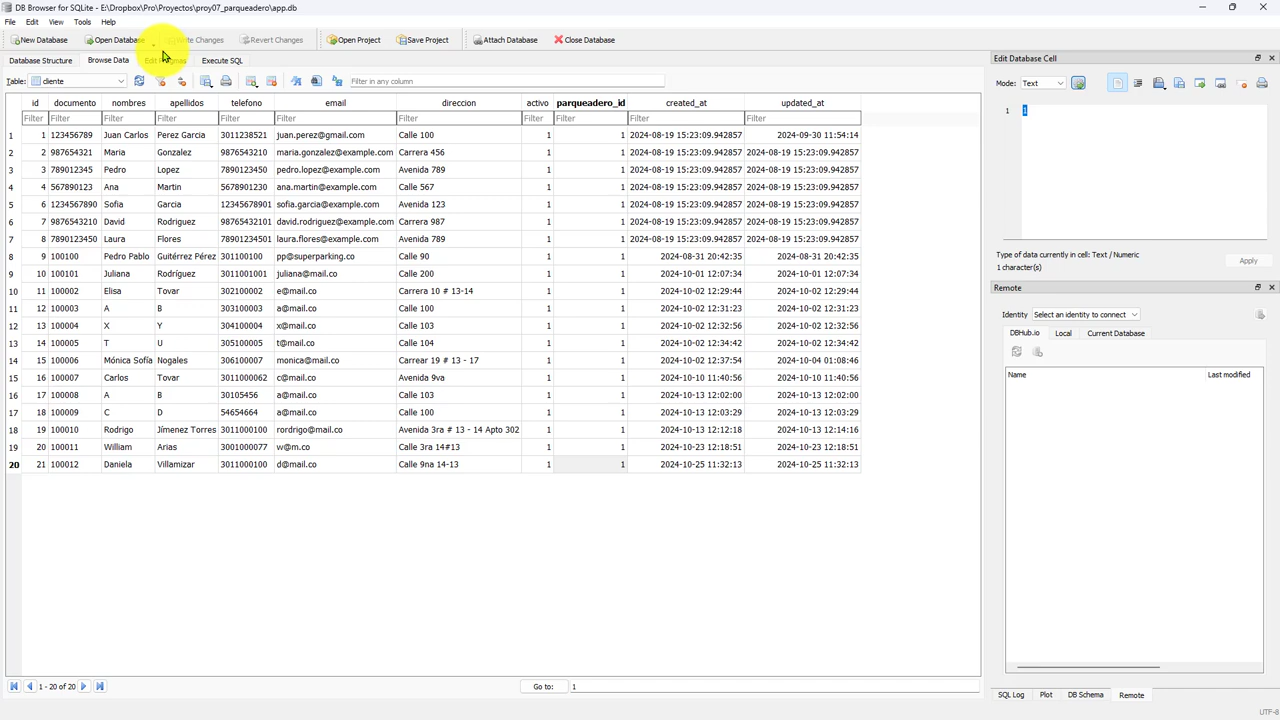 DB Browser for SQLite - E:\Dropbox\Pro\Proyectos\proy07_parqueadero\app.db
File Edit View Tools Help
New Database Open Database Write Changes Revert Changes Open Project Save Project Attach Database Close Database
Database Structure Browse Data Edit Pragmas Execute SQL
Table: cliente Filter in any column
id documento nombres apellidos telefono email direccion activo parqueadero_id created_at updated_at
Filter Filter Filter Filter Filter Filter Filter Filter Filter Filter Filter
1 1 123456789 Juan Carlos Perez Garcia 3011238521 juan.perez@gmail.com Calle 100 1 1 2024-08-19 15:23:09.942857 2024-09-30 11:54:14
2 2 987654321 Maria Gonzalez 9876543210 maria.gonzalez@example.com Carrera 456 1 1 2024-08-19 15:23:09.942857 2024-08-19 15:23:09.942857
3 3 789012345 Pedro Lopez 7890123450 pedro.lopez@example.com Avenida 789 1 1 2024-08-19 15:23:09.942857 2024-08-19 15:23:09.942857
4 4 567890123 Ana Martin 5678901230 ana.martin@example.com Calle 567 1 1 2024-08-19 15:23:09.942857 2024-08-19 15:23:09.942857
5 6 1234567890 Sofia Garcia 12345678901 sofia.garcia@example.com Avenida 123 1 1 2024-08-19 15:23:09.942857 2024-08-19 15:23:09.942857
6 7 9876543210 David Rodriguez 98765432101 david.rodriguez@example.com Carrera 987 1 1 2024-08-19 15:23:09.942857 2024-08-19 15:23:09.942857
7 8 7890123450 Laura Flores 78901234501 laura.flores@example.com Avenida 789 1 1 2024-08-19 15:23:09.942857 2024-08-19 15:23:09.942857
8 9 100100 Pedro Pablo Guitérrez Pérez 301100100 pp@superparking.co Calle 90 1 1 2024-08-31 20:42:35 2024-08-31 20:42:35
9 10 100101 Juliana Rodríguez 3011001001 juliana@mail.co Calle 200 1 1 2024-10-01 12:07:34 2024-10-01 12:07:34
10 11 100002 Elisa Tovar 302100002 e@mail.co Carrera 10 # 13-14 1 1 2024-10-02 12:29:44 2024-10-02 12:29:44
11 12 100003 A B 303100003 a@mail.co Calle 100 1 1 2024-10-02 12:31:23 2024-10-02 12:31:23
12 13 100004 X Y 304100004 x@mail.co Calle 103 1 1 2024-10-02 12:32:56 2024-10-02 12:32:56
13 14 100005 T U 305100005 t@mail.co Calle 104 1 1 2024-10-02 12:34:42 2024-10-02 12:34:42
14 15 100006 Mónica Sofía Nogales 306100007 monica@mail.co Carrear 19 # 13 - 17 1 1 2024-10-02 12:37:54 2024-10-04 01:08:46
15 16 100007 Carlos Tovar 3011000062 c@mail.co Avenida 9va 1 1 2024-10-10 11:40:56 2024-10-10 11:40:56
16 17 100008 A B 30105456 a@mail.co Calle 103 1 1 2024-10-13 12:02:00 2024-10-13 12:02:00
17 18 100009 C D 54654664 a@mail.co Calle 100 1 1 2024-10-13 12:03:29 2024-10-13 12:03:29
18 19 100010 Rodrigo Jímenez Torres 3011000100 rordrigo@mail.co Avenida 3ra # 13 - 14 Apto 302 1 1 2024-10-13 12:12:18 2024-10-13 12:14:16
19 20 100011 William Arias 3001000077 w@m.co Calle 3ra 14#13 1 1 2024-10-23 12:18:51 2024-10-23 12:18:51
20 21 100012 Daniela Villamizar 3011000100 d@mail.co Calle 9na 14-13 1 1 2024-10-25 11:32:13 2024-10-25 11:32:13
1 - 20 of 20 Go to: 1
Edit Database Cell
Mode: Text
1 1
Type of data currently in cell: Text / Numeric
1 character(s)
Apply
Remote
Identity Select an identity to connect
DBHub.io Local Current Database
Name Last modified
SQL Log Plot DB Schema Remote
UTF-8